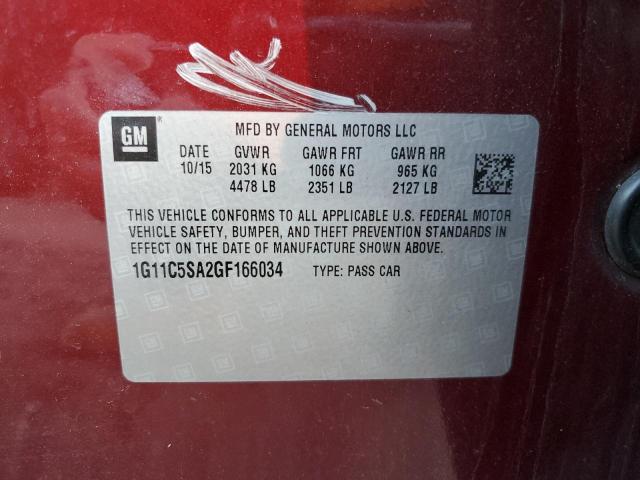 GM
MFD BY GENERAL MOTORS LLC
DATE GVWR GAWR FRT GAWR RR
10/15 2031 KG 1066 KG 965 KG
4478 LB 2351 LB 2127 LB
THIS VEHICLE CONFORMS TO ALL APPLICABLE U.S. FEDERAL MOTOR
VEHICLE SAFETY, BUMPER, AND THEFT PREVENTION STANDARDS IN
EFFECT ON THE DATE OF MANUFACTURE SHOWN ABOVE.
1G11C5SA2GF166034 TYPE: PASS CAR